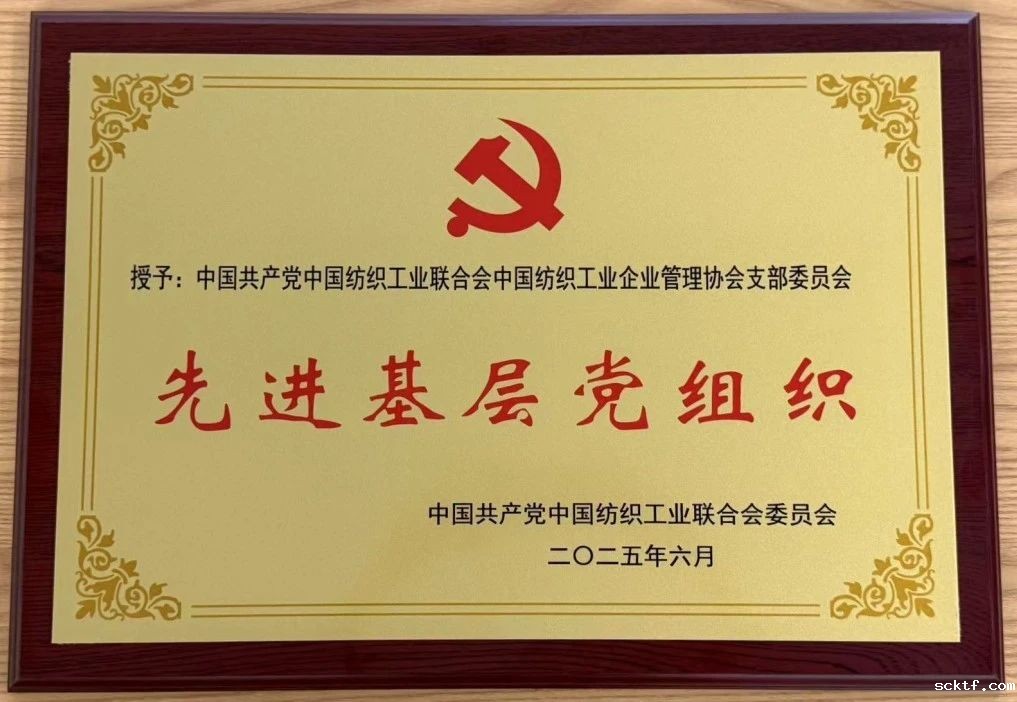 授予：中国共产党中国纺织工业联合会中国纺织工业企业管理协会支部委员会
先进基层党组织
中国共产党中国纺织工业联合会委员会
二〇二五年六月
scktf.com